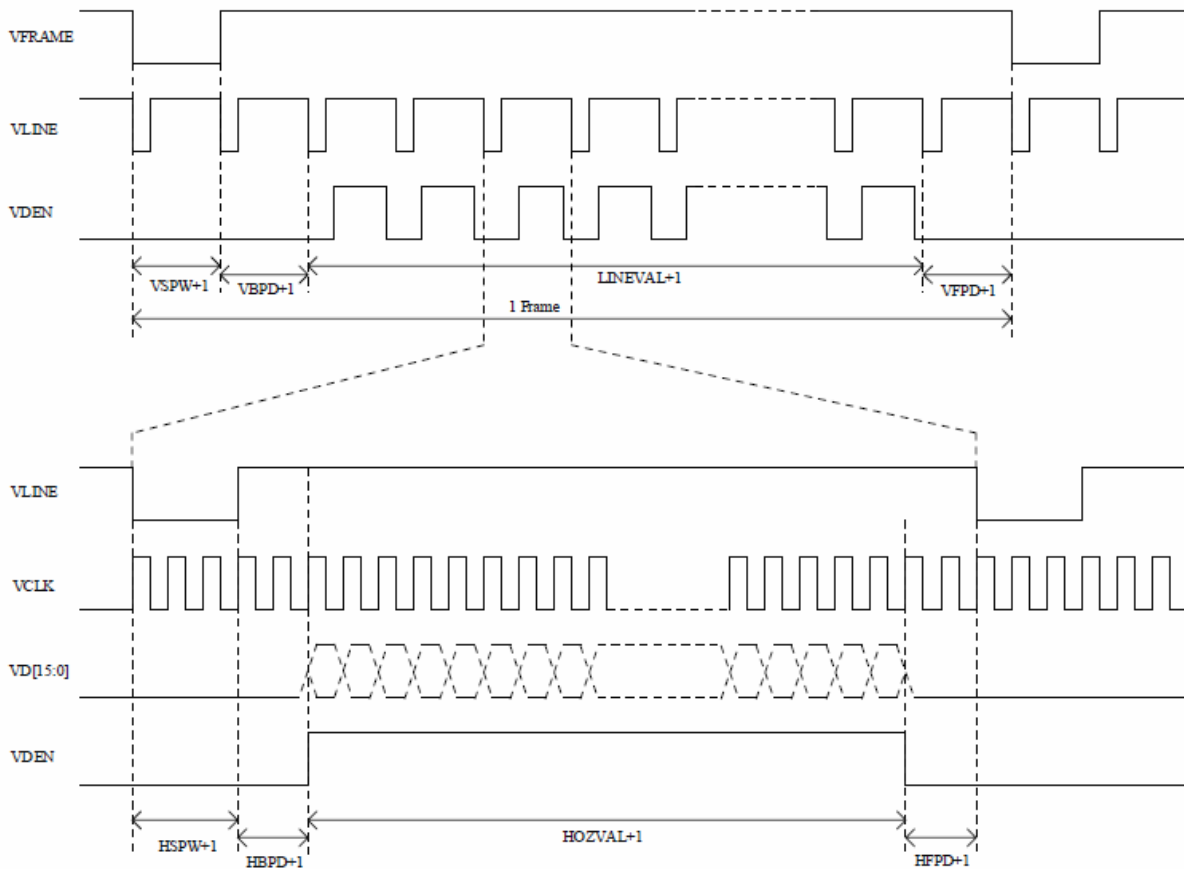 VFRAME
VLINE
VDEN
VSPW+1
VBPD+1
LINEVAL+1
VFPD+1
1 Frame
VLINE
VCLK
VD[15:0]
VDEN
HSPW+1
HBPD+1
HOZVAL+1
HFPD+1